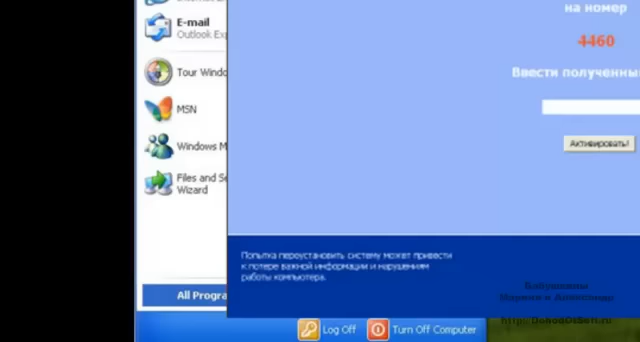 E-mail
Outlook Exp
Tour Windo
MSN
Windows M
Files and Se
Wizard
All Progra
Log Off
Turn Off Computer
на номер
4460
Ввести полученны
Активировать!
Попытка переустановить систему может привести
к потере важной информации и нарушениям
работы компьютера.